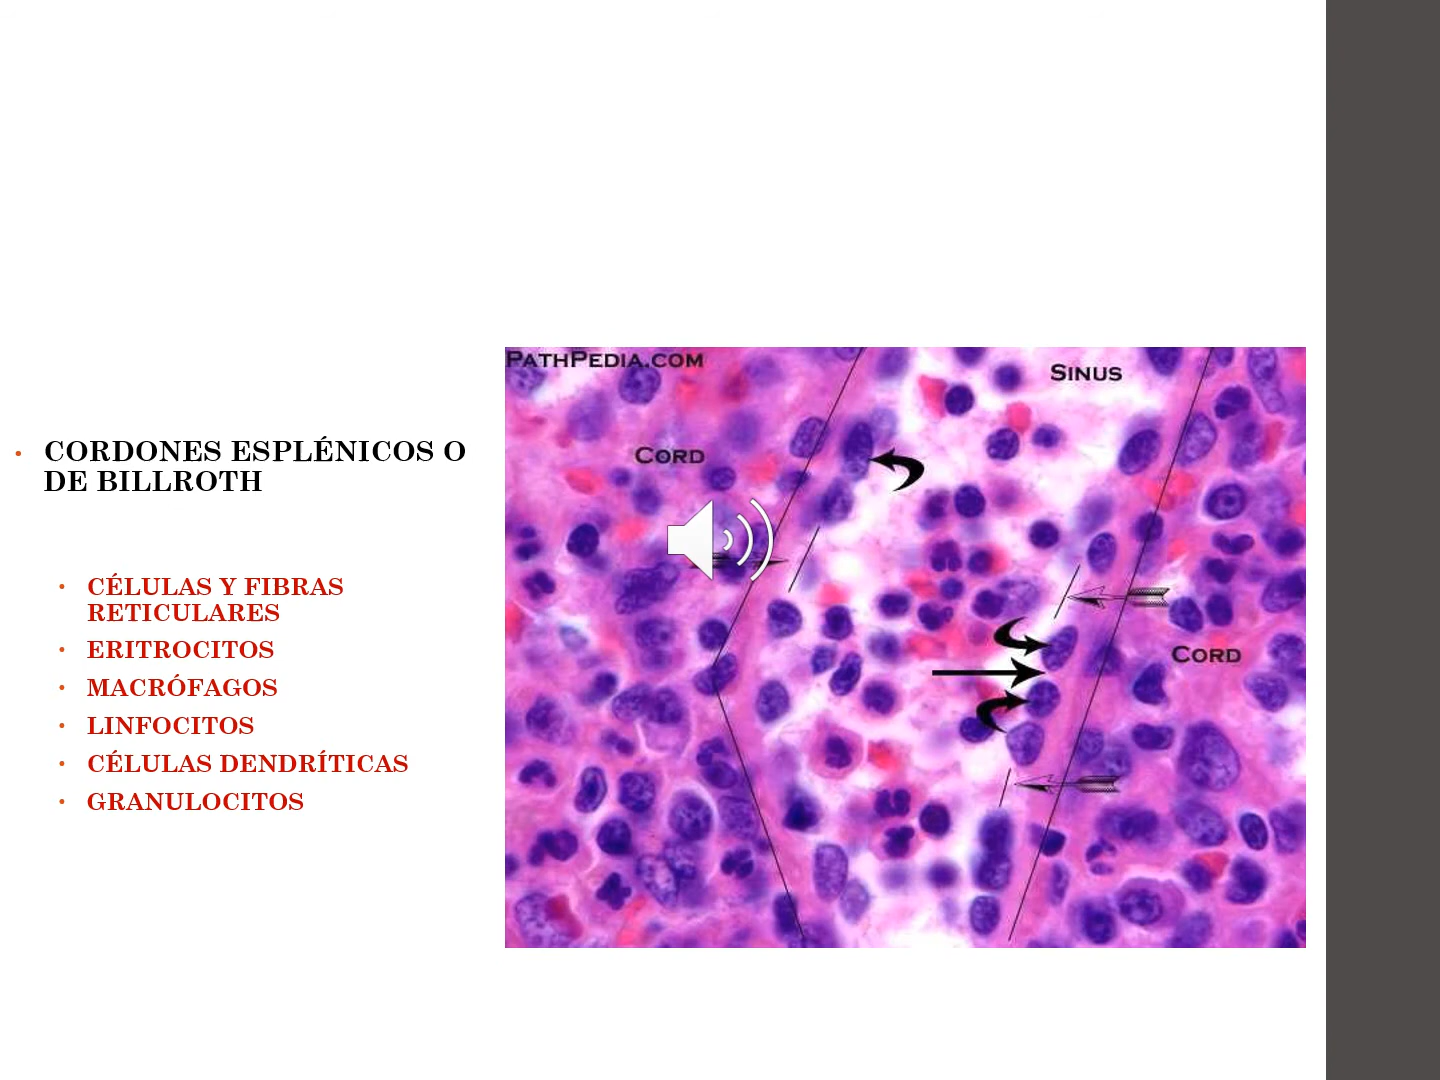 CORDONES ESPLÉNICOS O
DE BILLROTH
CÉLULAS Y FIBRAS
RETICULARES
ERITROCITOS
MACRÓFAGOS
LINFOCITOS
CÉLULAS DENDRÍTICAS
GRANULOCITOS
PATHPEDIA.COM
SINUS
CORD
CORD